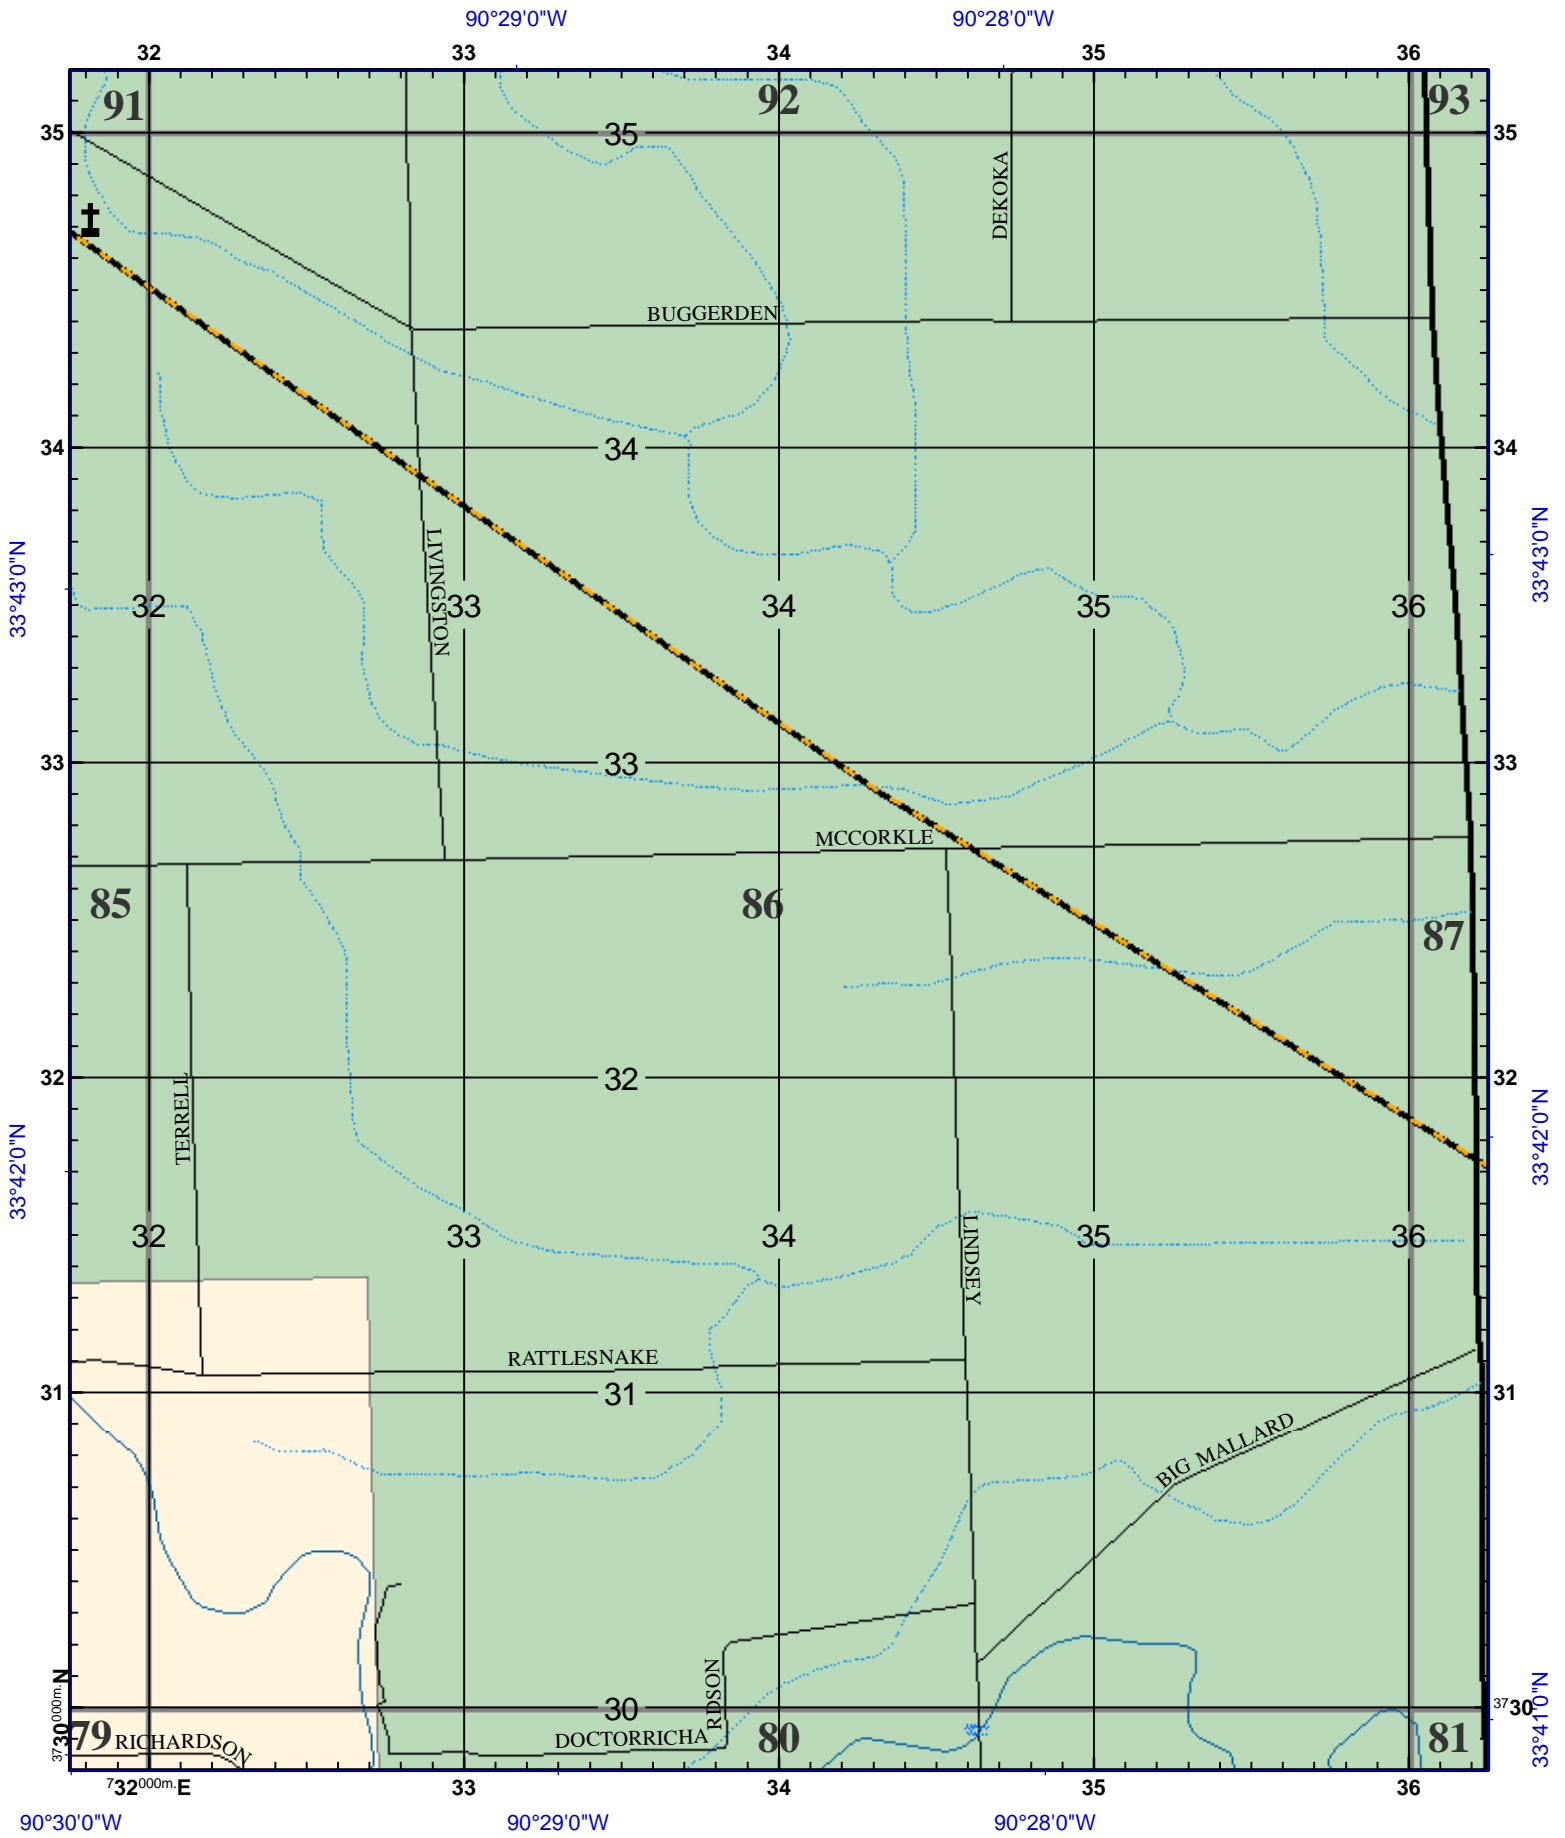 90°29'0"W 90°28'0"W
32 33 34 35 36
91 92 93
35 35 35
DEKOKA
BUGGERDEN
34 34 34
LIVINGSTON
33°43'0"N 33°43'0"N
32 33 34 35 36
33 33 33
MCCORKLE
85 86 87
32 32 32
TERRELL
33°42'0"N 33°42'0"N
32 33 34 35 36
LINDSEY
RATTLESNAKE
31 31 31
BIG MALLARD
3730000m.N 30 3730
RDSON
33°41'0"N
79 RICHARDSON DOCTORRICHA 80 81
732000m.E 33 34 35 36
90°30'0"W 90°29'0"W 90°28'0"W